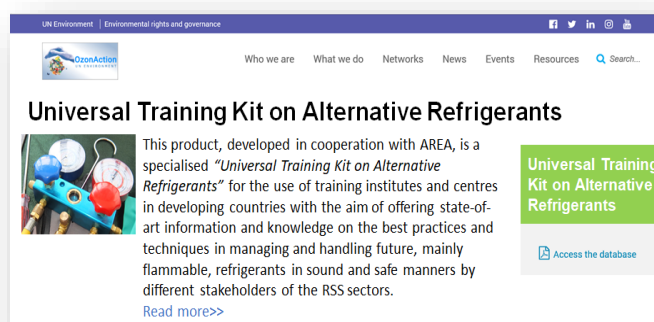 UN Environment | Environmental rights and governance
OzonAction
UN ENVIRONMENT
Who we are What we do Networks News Events Resources Search...
Universal Training Kit on Alternative Refrigerants
This product, developed in cooperation with AREA, is a
specialised “Universal Training Kit on Alternative
Refrigerants” for the use of training institutes and centres
in developing countries with the aim of offering state-of-
art information and knowledge on the best practices and
techniques in managing and handling future, mainly
flammable, refrigerants in sound and safe manners by
different stakeholders of the RSS sectors.
Read more>>
Universal Training
Kit on Alternative
Refrigerants
Access the database